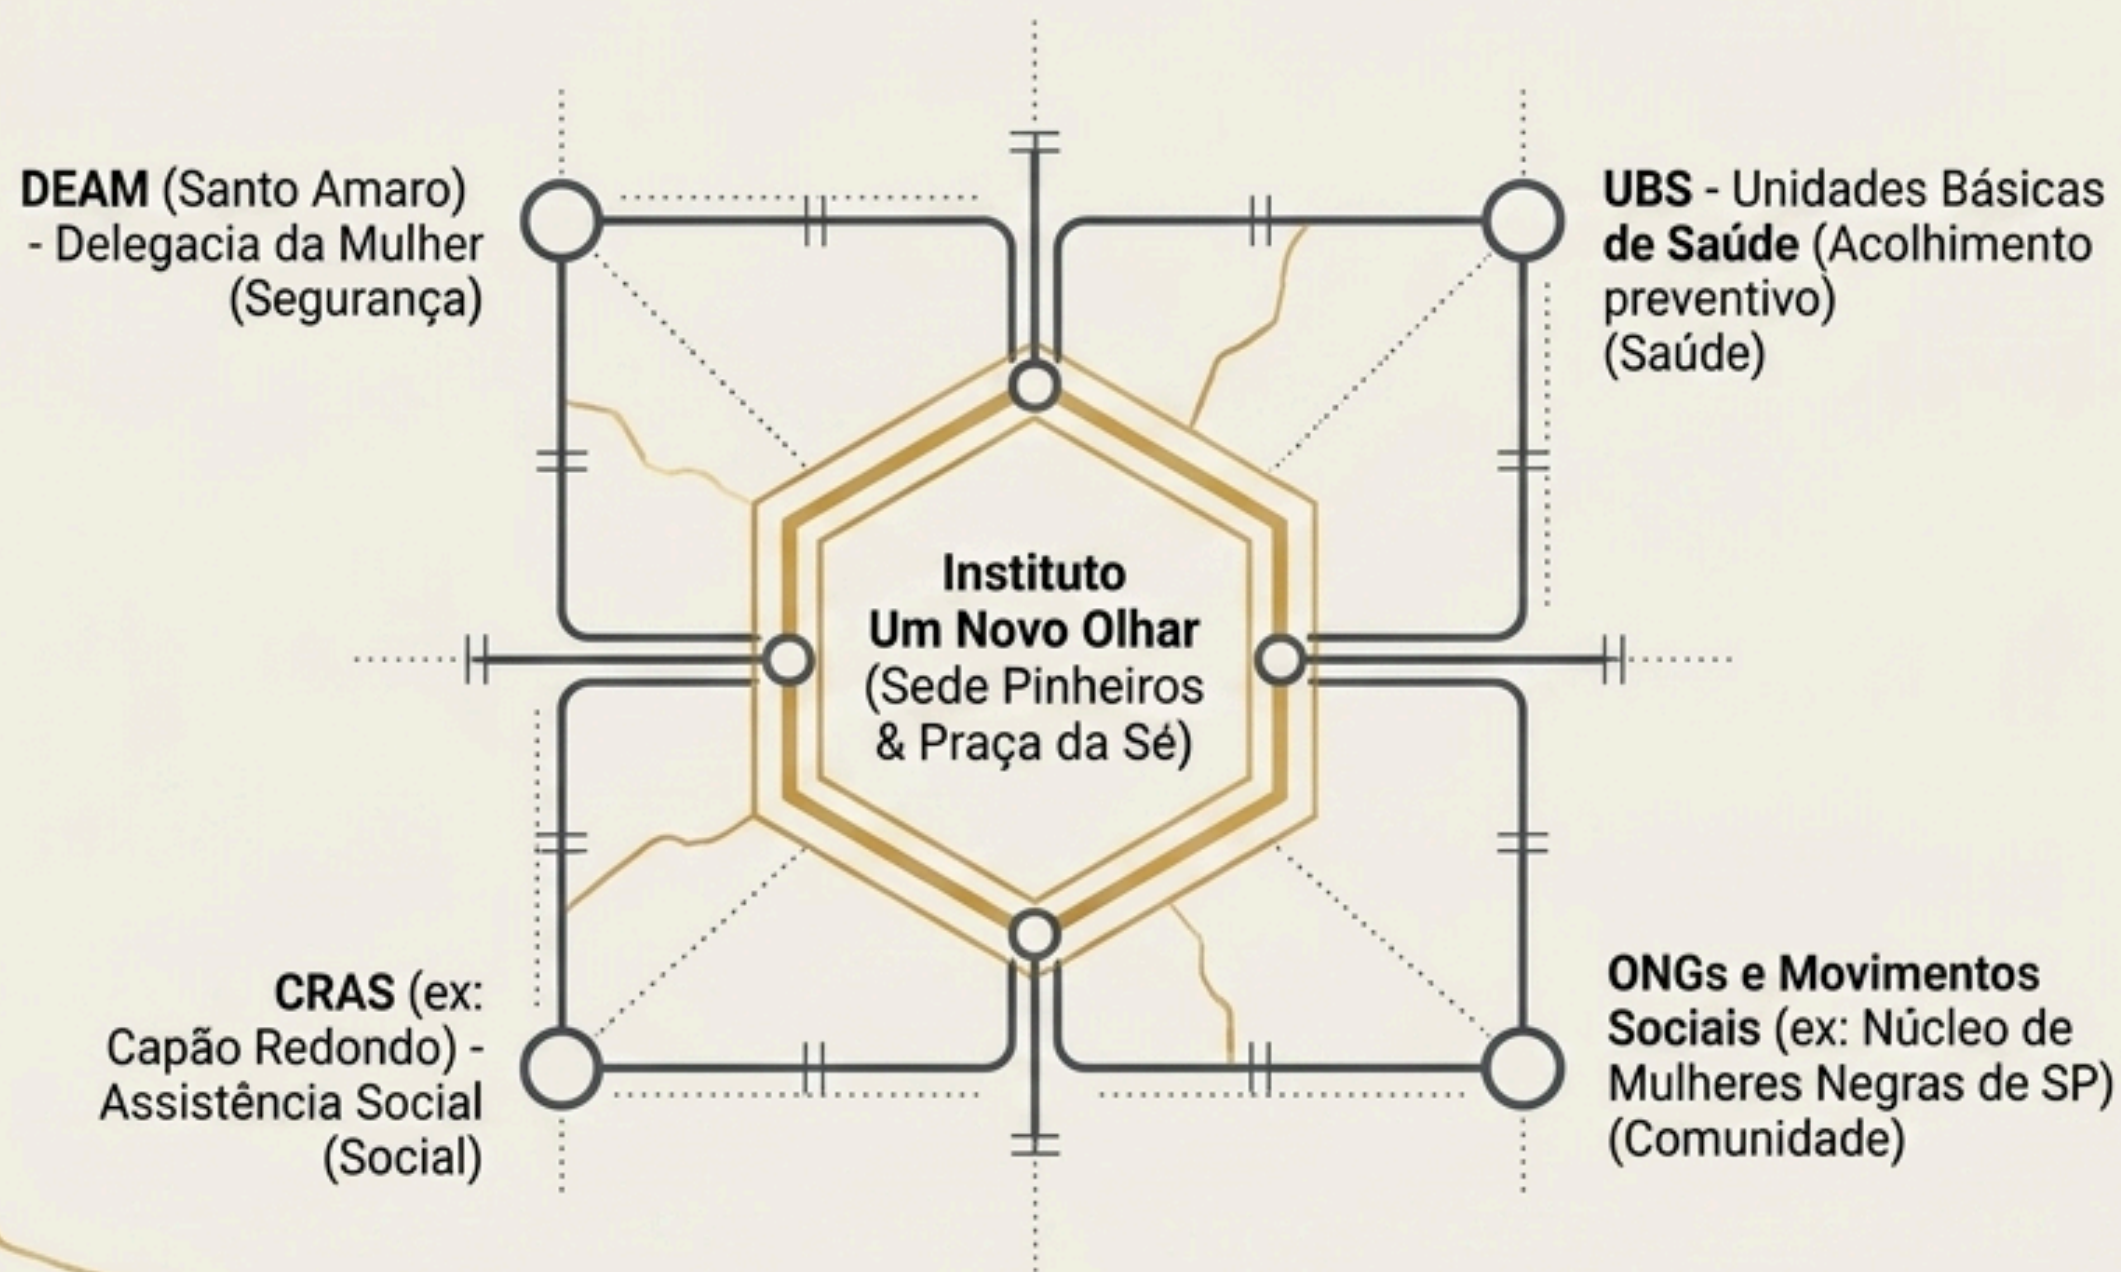 DEAM (Santo Amaro)
- Delegacia da Mulher
(Segurança)
UBS - Unidades Básicas
de Saúde (Acolhimento
preventivo)
(Saúde)
Instituto
Um Novo Olhar
(Sede Pinheiros
& Praça da Sé)
CRAS (ex:
Capão Redondo) -
Assistência Social
(Social)
ONGs e Movimentos
Sociais (ex: Núcleo de
Mulheres Negras de SP)
(Comunidade)